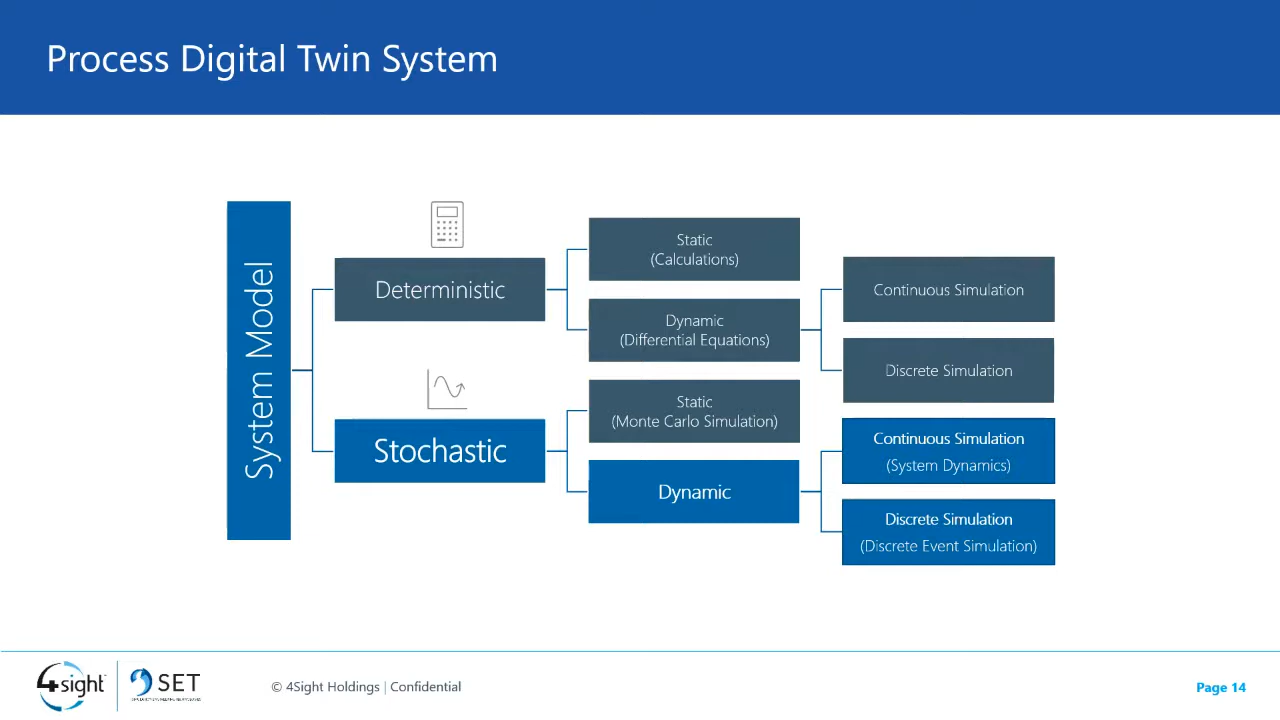 Process Digital Twin System
System Model
Deterministic
Static
(Calculations)
Dynamic
(Differential Equations)
Continuous Simulation
Discrete Simulation
Stochastic
Static
(Monte Carlo Simulation)
Dynamic
Continuous Simulation
(System Dynamics)
Discrete Simulation
(Discrete Event Simulation)
4sight
SET
© 4Sight Holdings | Confidential
Page 14